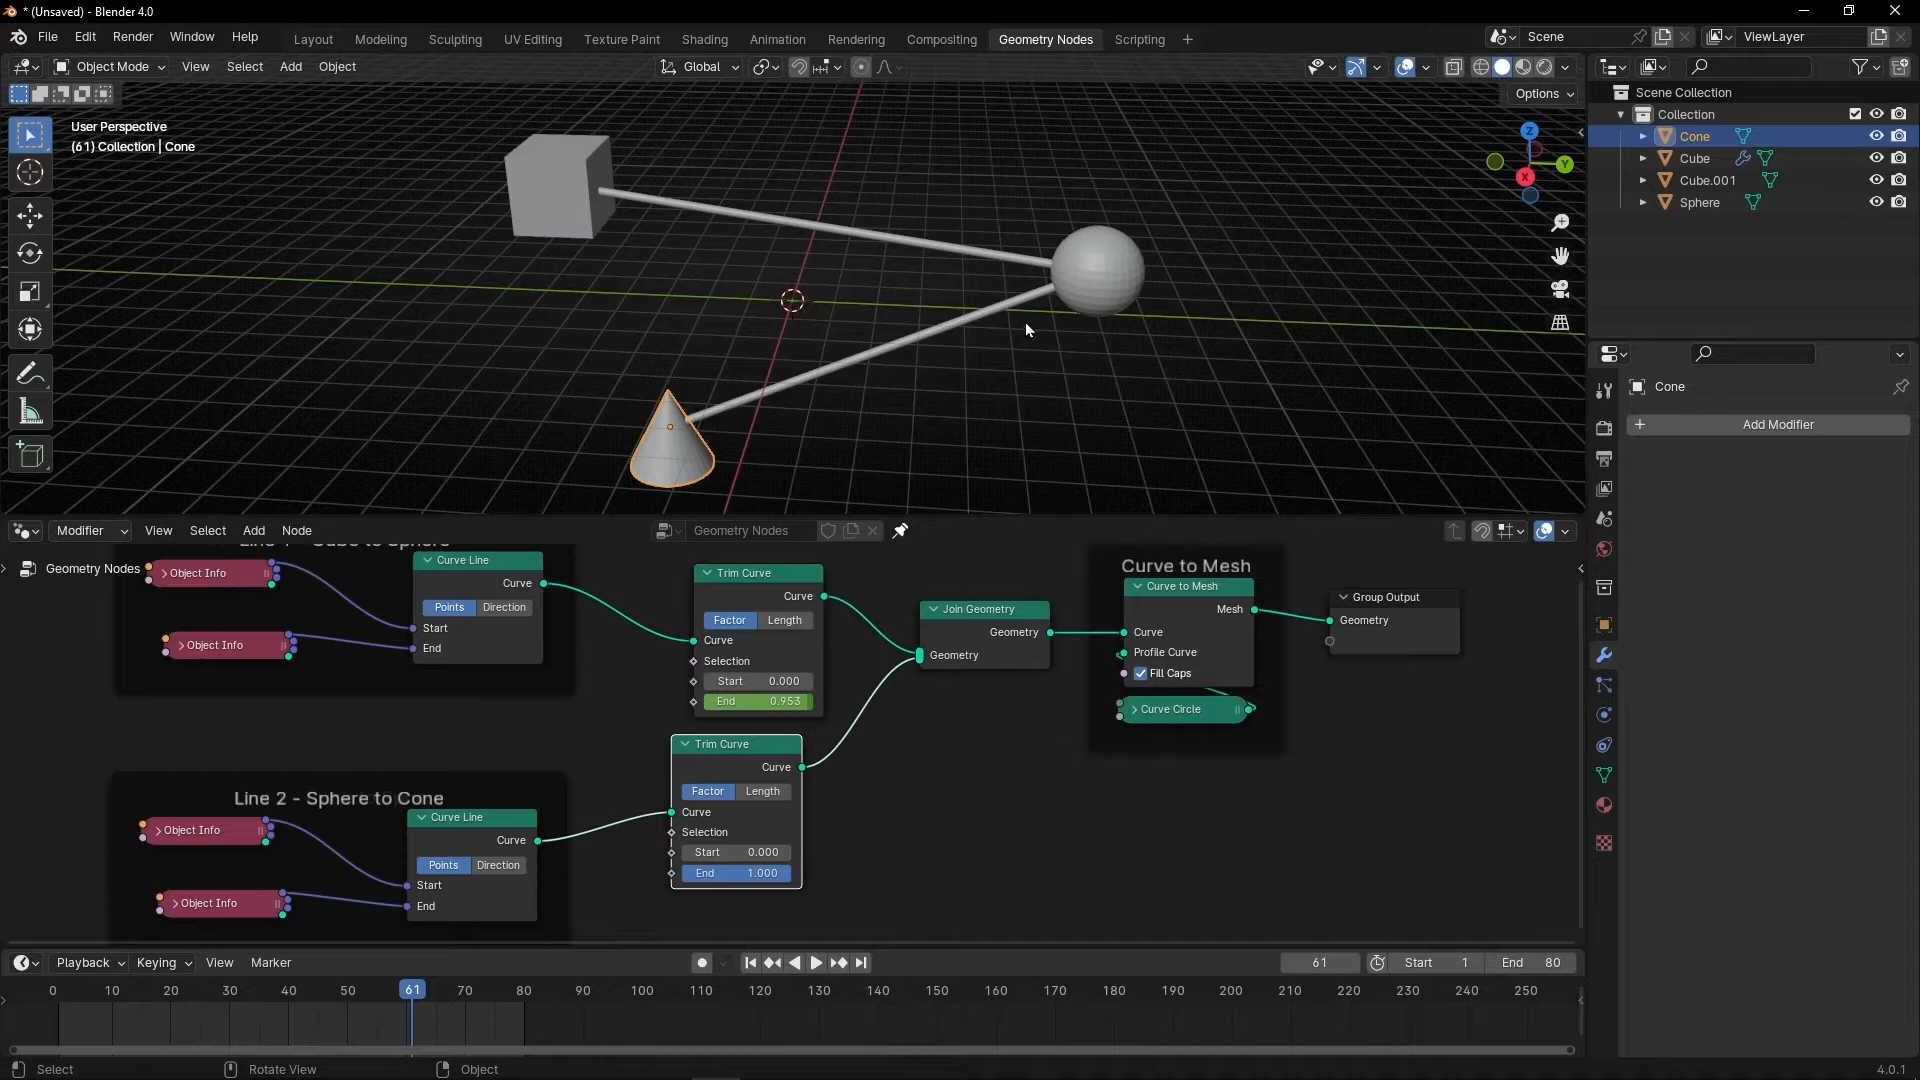 * (Unsaved) - Blender 4.0
File Edit Render Window Help Layout Modeling Sculpting UV Editing Texture Paint Shading Animation Rendering Compositing Geometry Nodes Scripting + Scene ViewLayer
Object Mode View Select Add Object Global
Options
User Perspective
(61) Collection | Cone
Z
Y
X
Scene Collection
Collection
Cone
Cube
Cube.001
Sphere
Cone
+ Add Modifier
Modifier View Select Add Node Geometry Nodes
Geometry Nodes
Object Info
Object Info
Curve Line
Curve
Points Direction
Start
End
Trim Curve
Curve
Factor Length
Curve
Selection
Start 0.000
End 0.953
Join Geometry
Geometry
Geometry
Curve to Mesh
Curve to Mesh
Mesh
Curve
Profile Curve
Fill Caps
Curve Circle
Group Output
Geometry
Line 2 - Sphere to Cone
Object Info
Object Info
Curve Line
Curve
Points Direction
Start
End
Trim Curve
Curve
Factor Length
Curve
Selection
Start 0.000
End 1.000
Playback Keying View Marker 61 Start 1 End 80
0 10 20 30 40 50 61 70 80 90 100 110 120 130 140 150 160 170 180 190 200 210 220 230 240 250
Select Rotate View Object 4.0.1